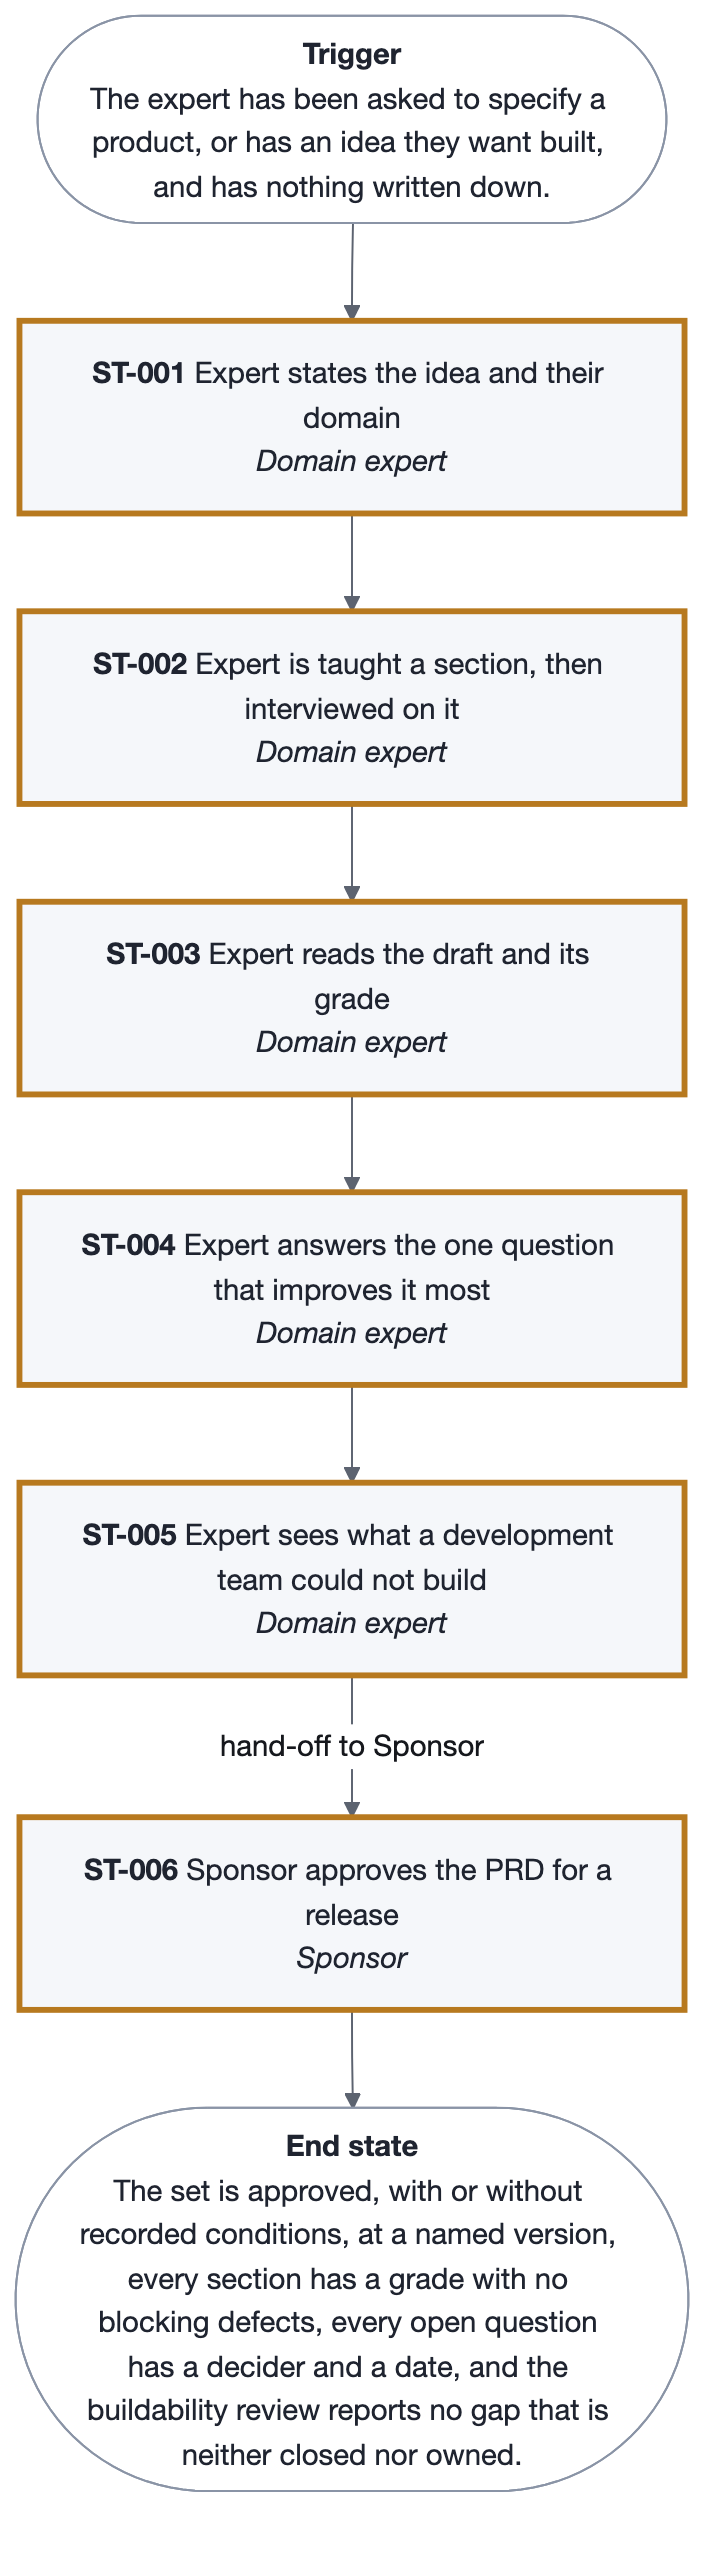 Trigger
The expert has been asked to specify a
product, or has an idea they want built,
and has nothing written down.
ST-001 Expert states the idea and their
domain
Domain expert
ST-002 Expert is taught a section, then
interviewed on it
Domain expert
ST-003 Expert reads the draft and its
grade
Domain expert
ST-004 Expert answers the one question
that improves it most
Domain expert
ST-005 Expert sees what a development
team could not build
Domain expert
hand-off to Sponsor
ST-006 Sponsor approves the PRD for a
release
Sponsor
End state
The set is approved, with or without
recorded conditions, at a named version,
every section has a grade with no
blocking defects, every open question
has a decider and a date, and the
buildability review reports no gap that is
neither closed nor owned.